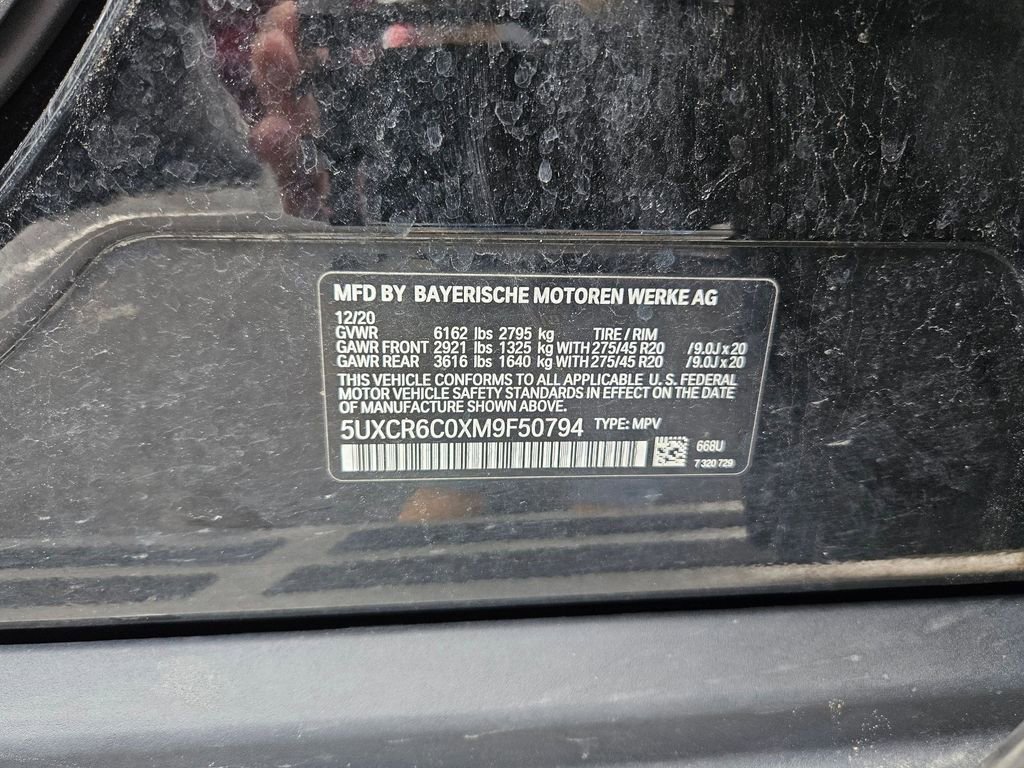 MFD BY BAYERISCHE MOTOREN WERKE AG
12/20
GVWR 6162 lbs 2795 kg TIRE / RIM
GAWR FRONT 2921 lbs 1325 kg WITH 275/45 R20 /9.0J x 20
GAWR REAR 3616 lbs 1640 kg WITH 275/45 R20 /9.0J x 20
THIS VEHICLE CONFORMS TO ALL APPLICABLE U.S. FEDERAL
MOTOR VEHICLE SAFETY STANDARDS IN EFFECT ON THE DATE
OF MANUFACTURE SHOWN ABOVE.
5UXCR6C0XM9F50794 TYPE: MPV
668U
7 320 729